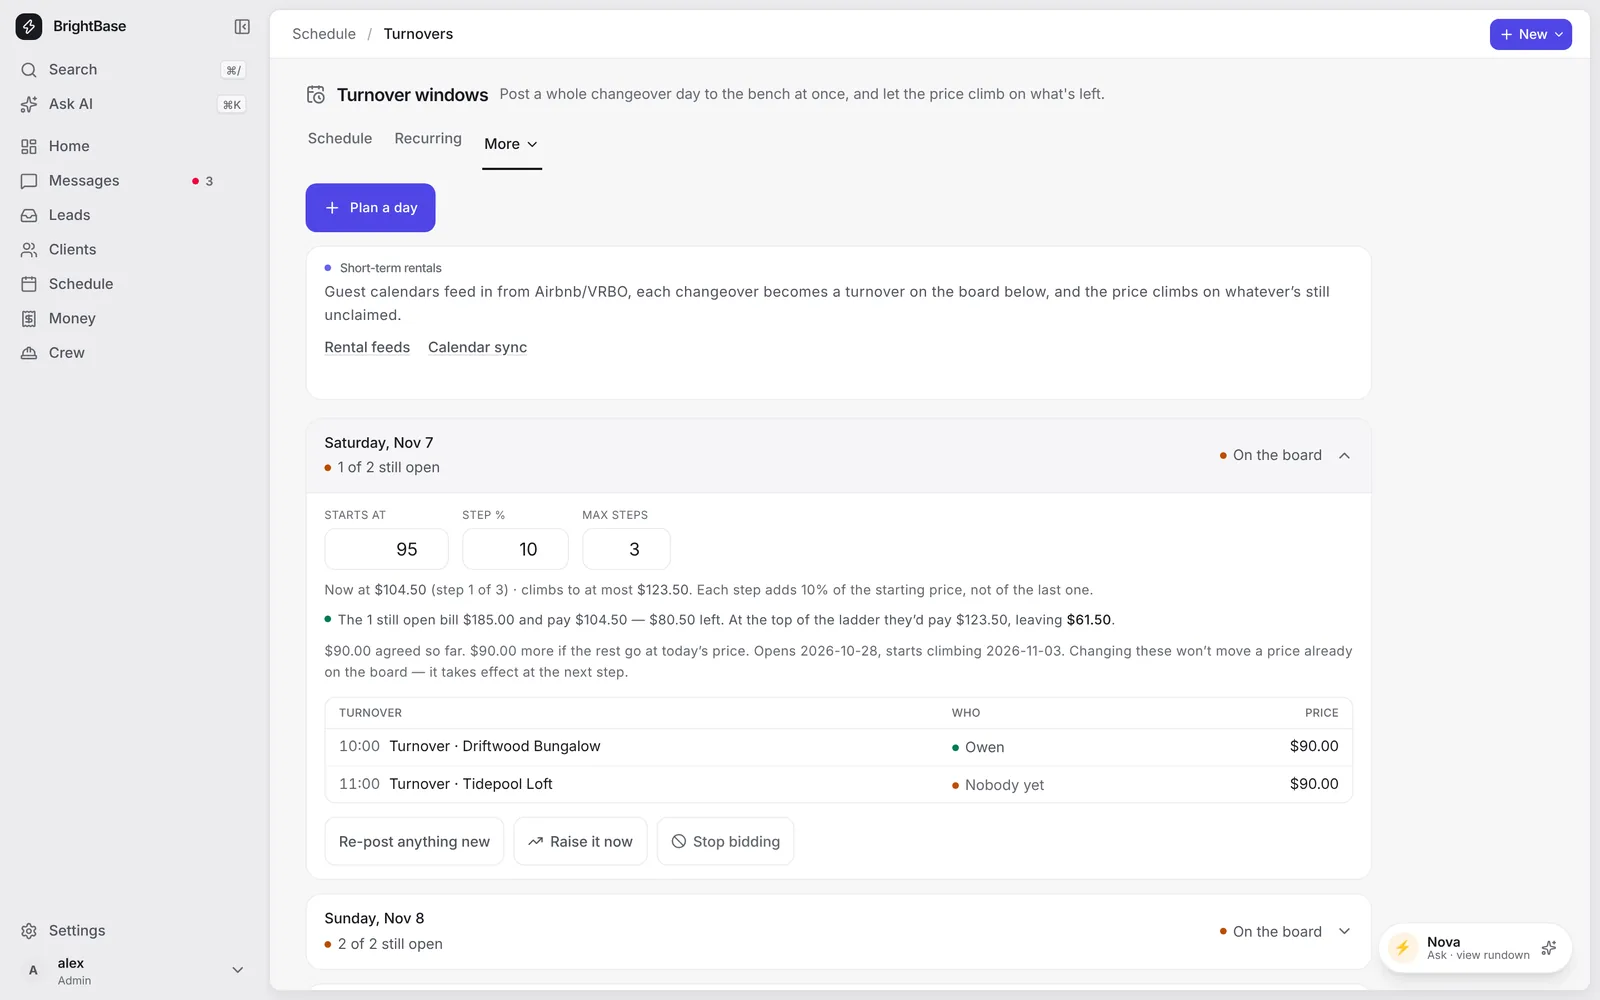 BrightBase
Search ⌘/
Ask AI ⌘K
Home
Messages 3
Leads
Clients
Schedule
Money
Crew
Settings
A alex
Admin
Schedule / Turnovers
+ New
Turnover windows Post a whole changeover day to the bench at once, and let the price climb on what's left.
Schedule Recurring More
+ Plan a day
Short-term rentals
Guest calendars feed in from Airbnb/VRBO, each changeover becomes a turnover on the board below, and the price climbs on whatever’s still
unclaimed.
Rental feeds Calendar sync
Saturday, Nov 7
1 of 2 still open
On the board
STARTS AT STEP % MAX STEPS
95 10 3
Now at $104.50 (step 1 of 3) · climbs to at most $123.50. Each step adds 10% of the starting price, not of the last one.
The 1 still open bill $185.00 and pay $104.50 — $80.50 left. At the top of the ladder they’d pay $123.50, leaving $61.50.
$90.00 agreed so far. $90.00 more if the rest go at today’s price. Opens 2026-10-28, starts climbing 2026-11-03. Changing these won’t move a price already
on the board — it takes effect at the next step.
TURNOVER WHO PRICE
10:00 Turnover · Driftwood Bungalow Owen $90.00
11:00 Turnover · Tidepool Loft Nobody yet $90.00
Re-post anything new Raise it now Stop bidding
Sunday, Nov 8
2 of 2 still open
On the board
Nova
Ask · view rundown